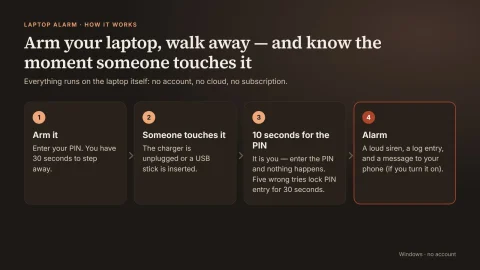 LAPTOP ALARM · HOW IT WORKS
Arm your laptop, walk away — and know the
moment someone touches it
Everything runs on the laptop itself: no account, no cloud, no subscription.
1
Arm it
Enter your PIN. You have
30 seconds to step
away.
2
Someone touches it
The charger is
unplugged or a USB
stick is inserted.
3
10 seconds for the
PIN
It is you — enter the PIN
and nothing happens.
Five wrong tries lock PIN
entry for 30 seconds.
4
Alarm
A loud siren, a log entry,
and a message to your
phone (if you turn it on).
Windows · no account